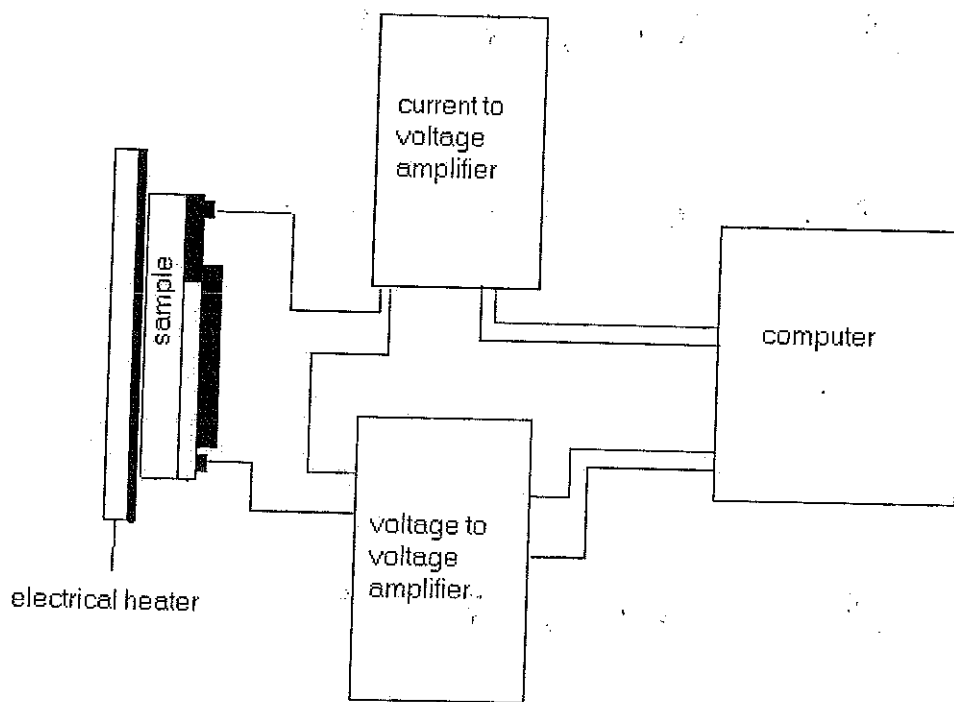 current to
voltage
amplifier
sample
computer
voltage to
voltage
amplifier
electrical heater